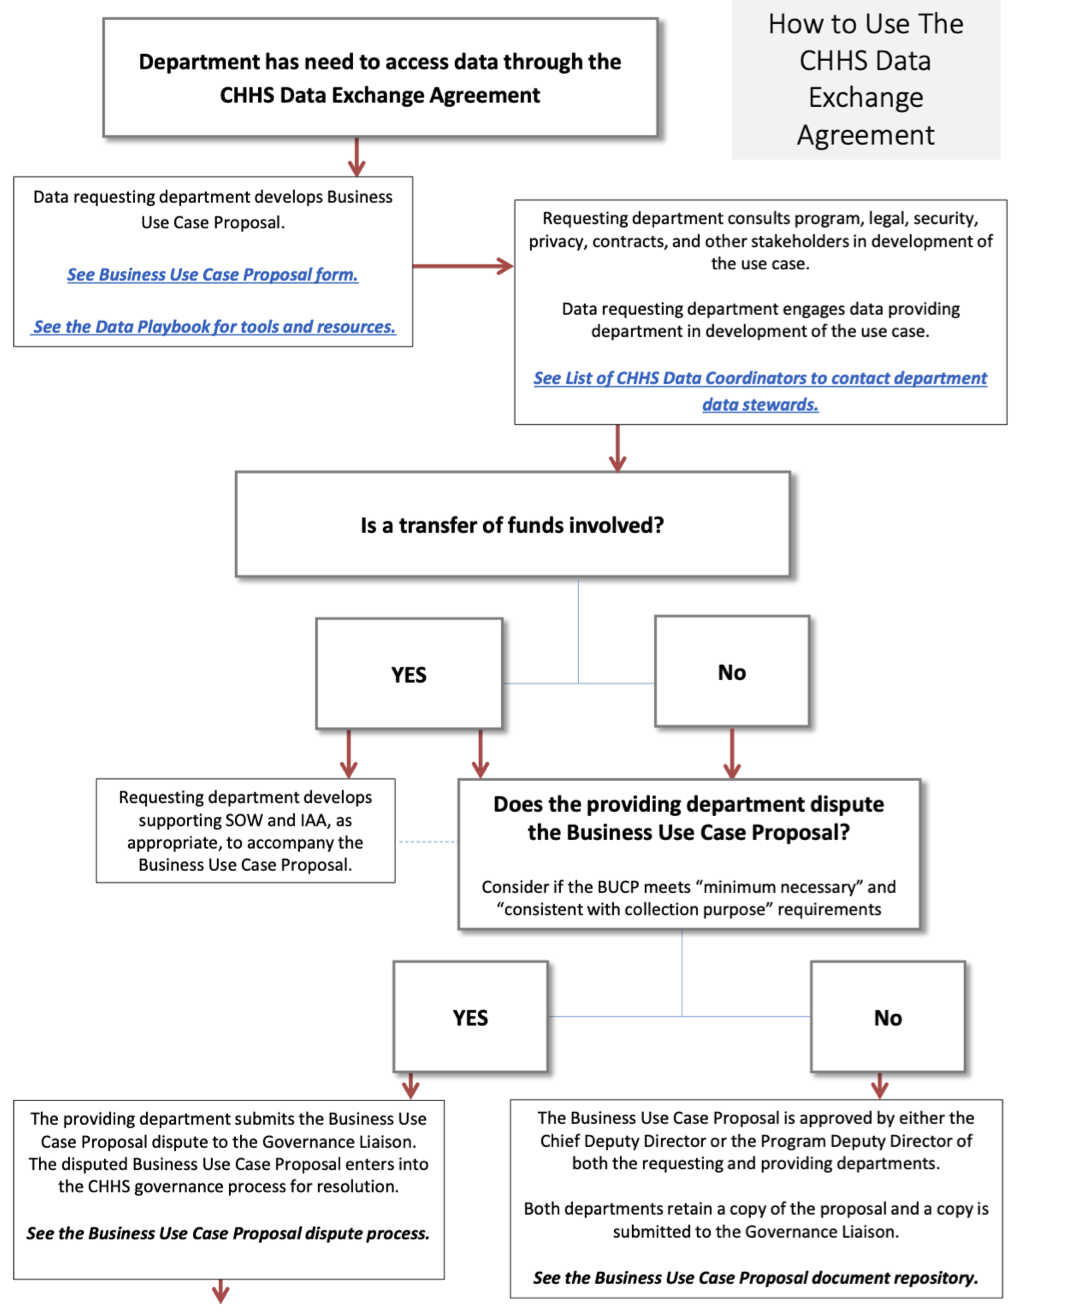 How to Use The
CHHS Data
Exchange
Agreement
Department has need to access data through the
CHHS Data Exchange Agreement
Data requesting department develops Business
Use Case Proposal.
See Business Use Case Proposal form.
See the Data Playbook for tools and resources.
Requesting department consults program, legal, security,
privacy, contracts, and other stakeholders in development of
the use case.
Data requesting department engages data providing
department in development of the use case.
See List of CHHS Data Coordinators to contact department
data stewards.
Is a transfer of funds involved?
YES
No
Requesting department develops
supporting SOW and IAA, as
appropriate, to accompany the
Business Use Case Proposal.
Does the providing department dispute
the Business Use Case Proposal?
Consider if the BUCP meets “minimum necessary” and
“consistent with collection purpose” requirements
YES
No
The providing department submits the Business Use
Case Proposal dispute to the Governance Liaison.
The disputed Business Use Case Proposal enters into
the CHHS governance process for resolution.
See the Business Use Case Proposal dispute process.
The Business Use Case Proposal is approved by either the
Chief Deputy Director or the Program Deputy Director of
both the requesting and providing departments.
Both departments retain a copy of the proposal and a copy is
submitted to the Governance Liaison.
See the Business Use Case Proposal document repository.